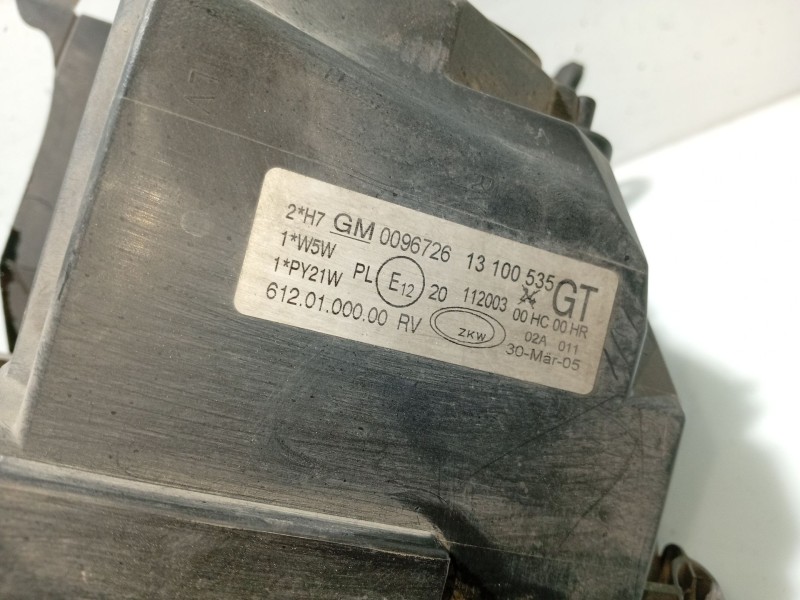 2*H7 GM 0096726 13 100 535 GT
1*W5W
1*PY21W PL E12 20 112003 00 HC 00 HR
612.01.000.00 RV ZKW 02A 011
30-Mär-05